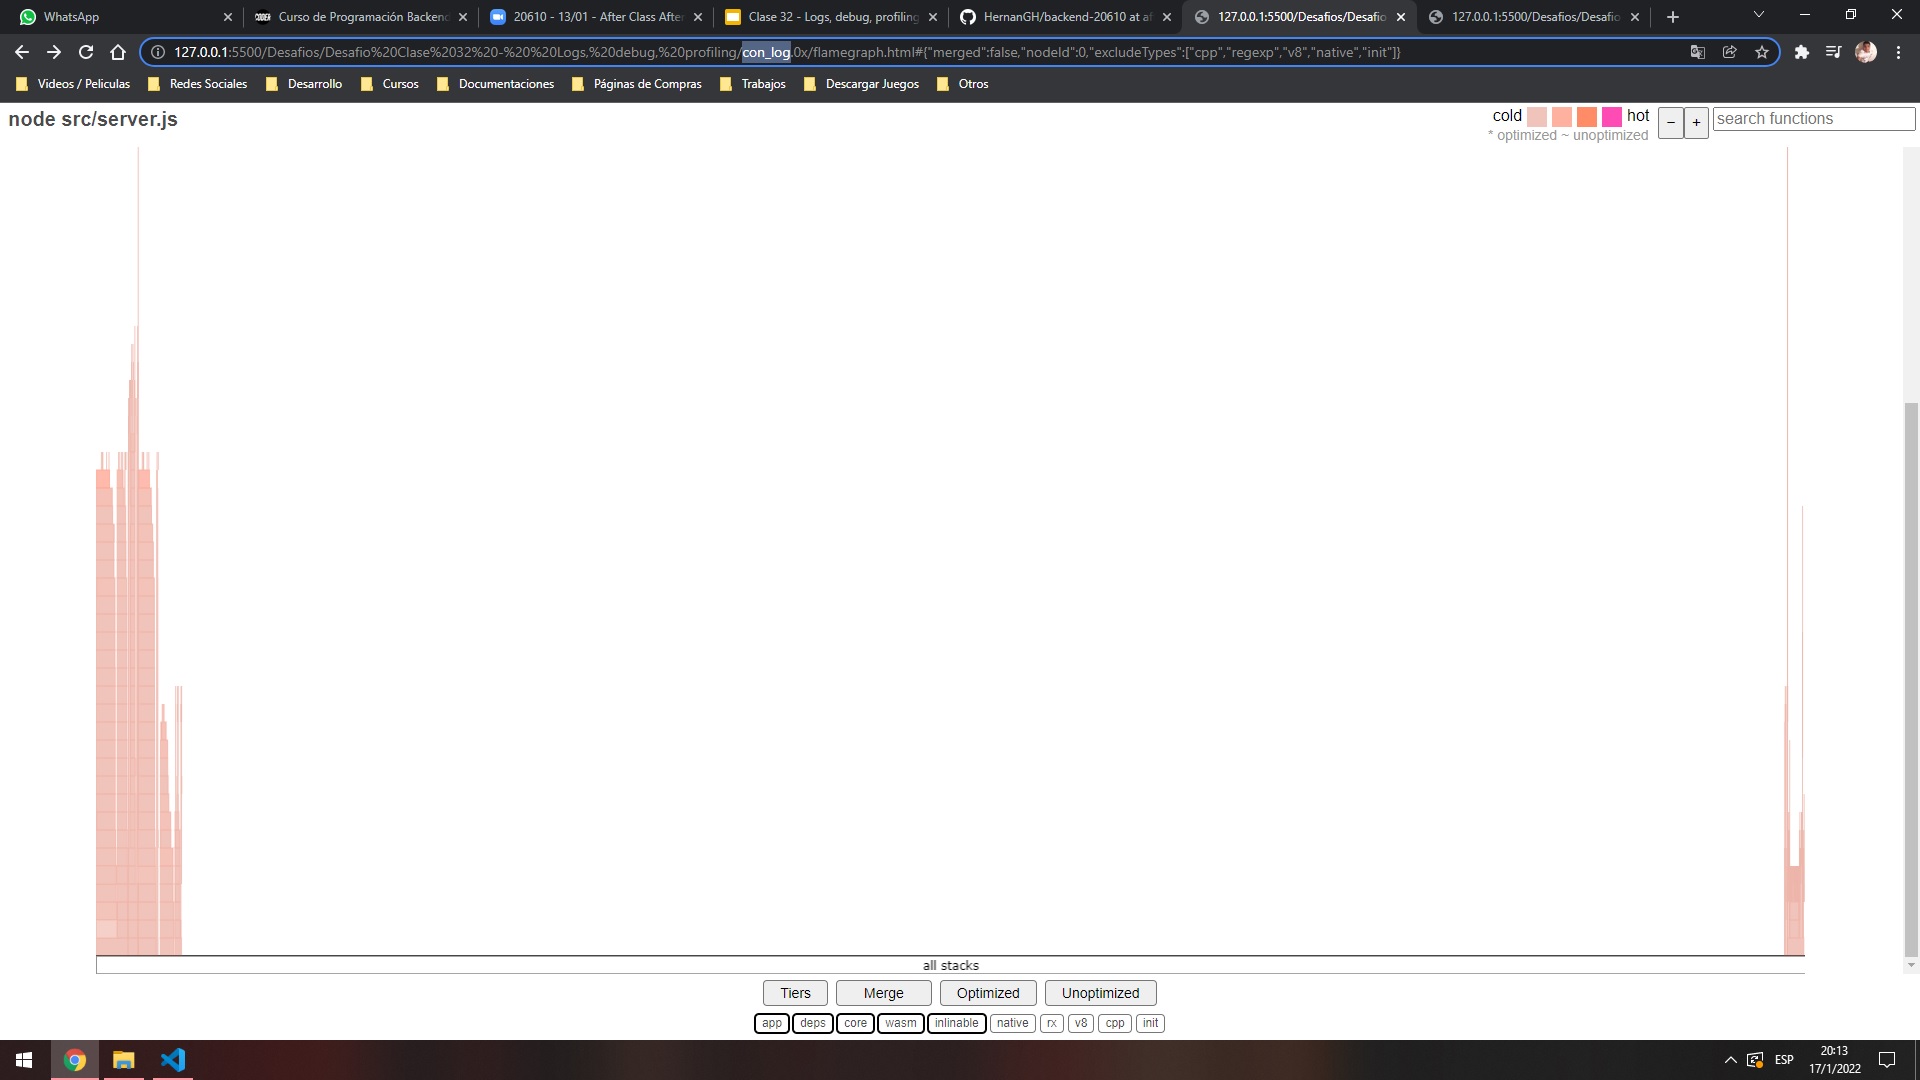 WhatsApp
Curso de Programación Backend
20610 - 13/01 - After Class After
Clase 32 - Logs, debug, profiling
HernanGH/backend-20610 at af
127.0.0.1:5500/Desafios/Desafio
127.0.0.1:5500/Desafios/Desafio
127.0.0.1:5500/Desafios/Desafio%20Clase%2032%20-%20%20Logs,%20debug,%20profiling/con_log.0x/flamegraph.html#{"merged":false,"nodeId":0,"excludeTypes":["cpp","regexp","v8","native","init"]}
Videos / Peliculas
Redes Sociales
Desarrollo
Cursos
Documentaciones
Páginas de Compras
Trabajos
Descargar Juegos
Otros
node src/server.js
cold hot
* optimized ~ unoptimized
− +
search functions
all stacks
Tiers Merge Optimized Unoptimized
app deps core wasm inlinable native rx v8 cpp init
ESP
20:13
17/1/2022